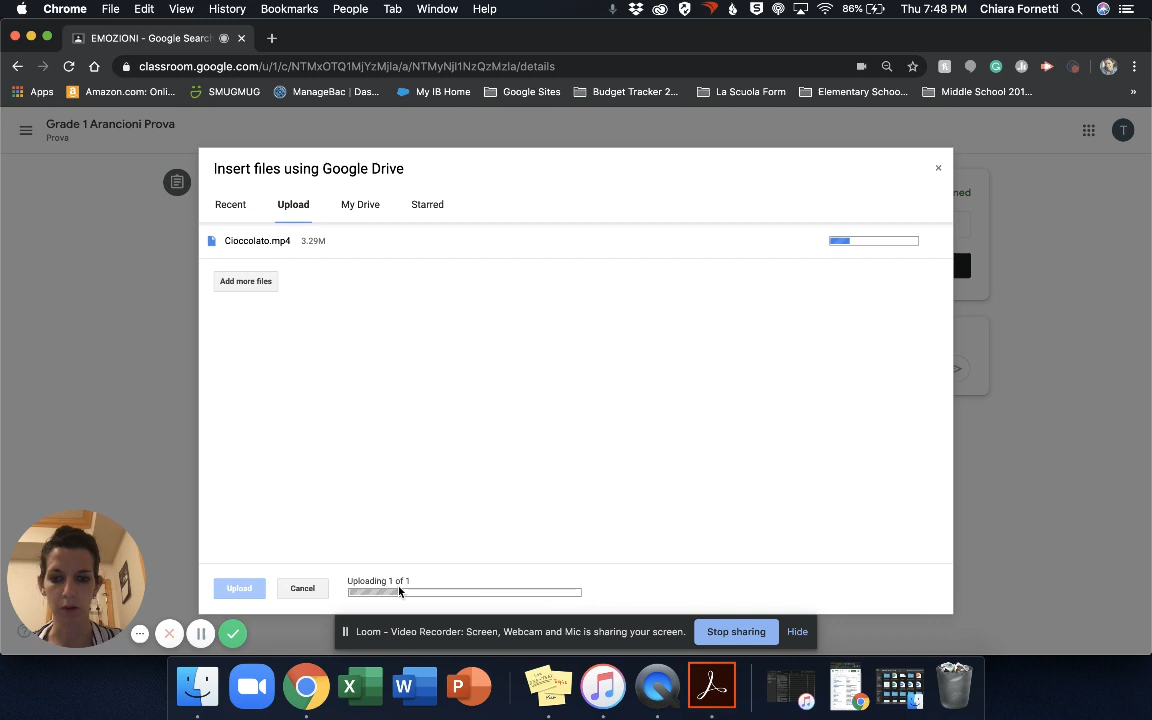 Chrome File Edit View History Bookmarks People Tab Window Help 86% Thu 7:48 PM Chiara Fornetti
EMOZIONI - Google Search
classroom.google.com/u/1/c/NTMxOTQ1MjYzMjla/a/NTMyNjl1NzQzMzla/details
Apps Amazon.com: Onli... SMUGMUG ManageBac | Das... My IB Home Google Sites Budget Tracker 2... La Scuola Form Elementary Schoo... Middle School 201... »
Grade 1 Arancioni Prova
Prova
T
Insert files using Google Drive ×
Recent Upload My Drive Starred
Cioccolato.mp4 3.29M
Add more files
Uploading 1 of 1
Upload Cancel
Loom – Video Recorder: Screen, Webcam and Mic is sharing your screen. Stop sharing Hide